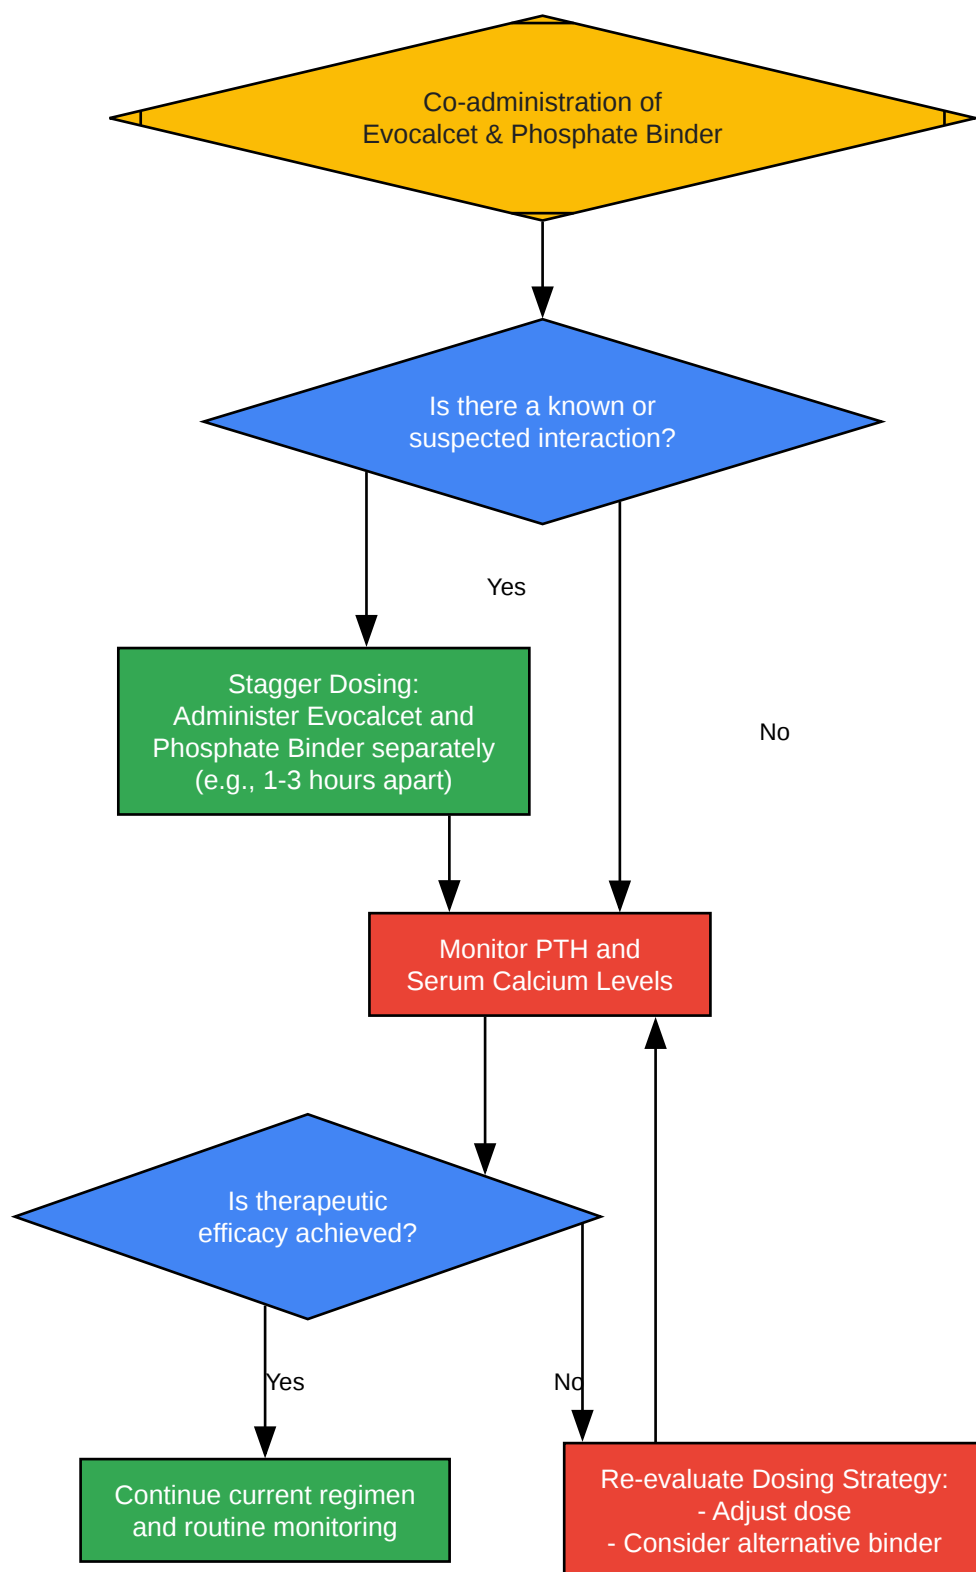 Co-administration of
Evocalcet & Phosphate Binder
Is there a known or
suspected interaction?
Yes
Stagger Dosing:
Administer Evocalcet and
Phosphate Binder separately
(e.g., 1-3 hours apart)
No
Monitor PTH and
Serum Calcium Levels
Is therapeutic
efficacy achieved?
Yes
No
Continue current regimen
and routine monitoring
Re-evaluate Dosing Strategy:
- Adjust dose
- Consider alternative binder